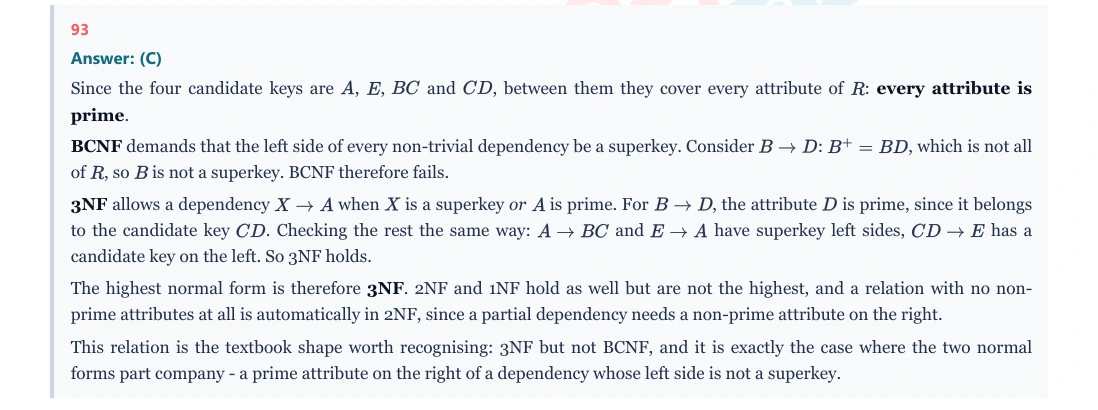 93
Answer: (C)
Since the four candidate keys are A, E, BC and CD, between them they cover every attribute of R: every attribute is
prime.
BCNF demands that the left side of every non-trivial dependency be a superkey. Consider B → D: B⁺ = BD, which is not all
of R, so B is not a superkey. BCNF therefore fails.
3NF allows a dependency X → A when X is a superkey or A is prime. For B → D, the attribute D is prime, since it belongs
to the candidate key CD. Checking the rest the same way: A → BC and E → A have superkey left sides, CD → E has a
candidate key on the left. So 3NF holds.
The highest normal form is therefore 3NF. 2NF and 1NF hold as well but are not the highest, and a relation with no non-
prime attributes at all is automatically in 2NF, since a partial dependency needs a non-prime attribute on the right.
This relation is the textbook shape worth recognising: 3NF but not BCNF, and it is exactly the case where the two normal
forms part company - a prime attribute on the right of a dependency whose left side is not a superkey.